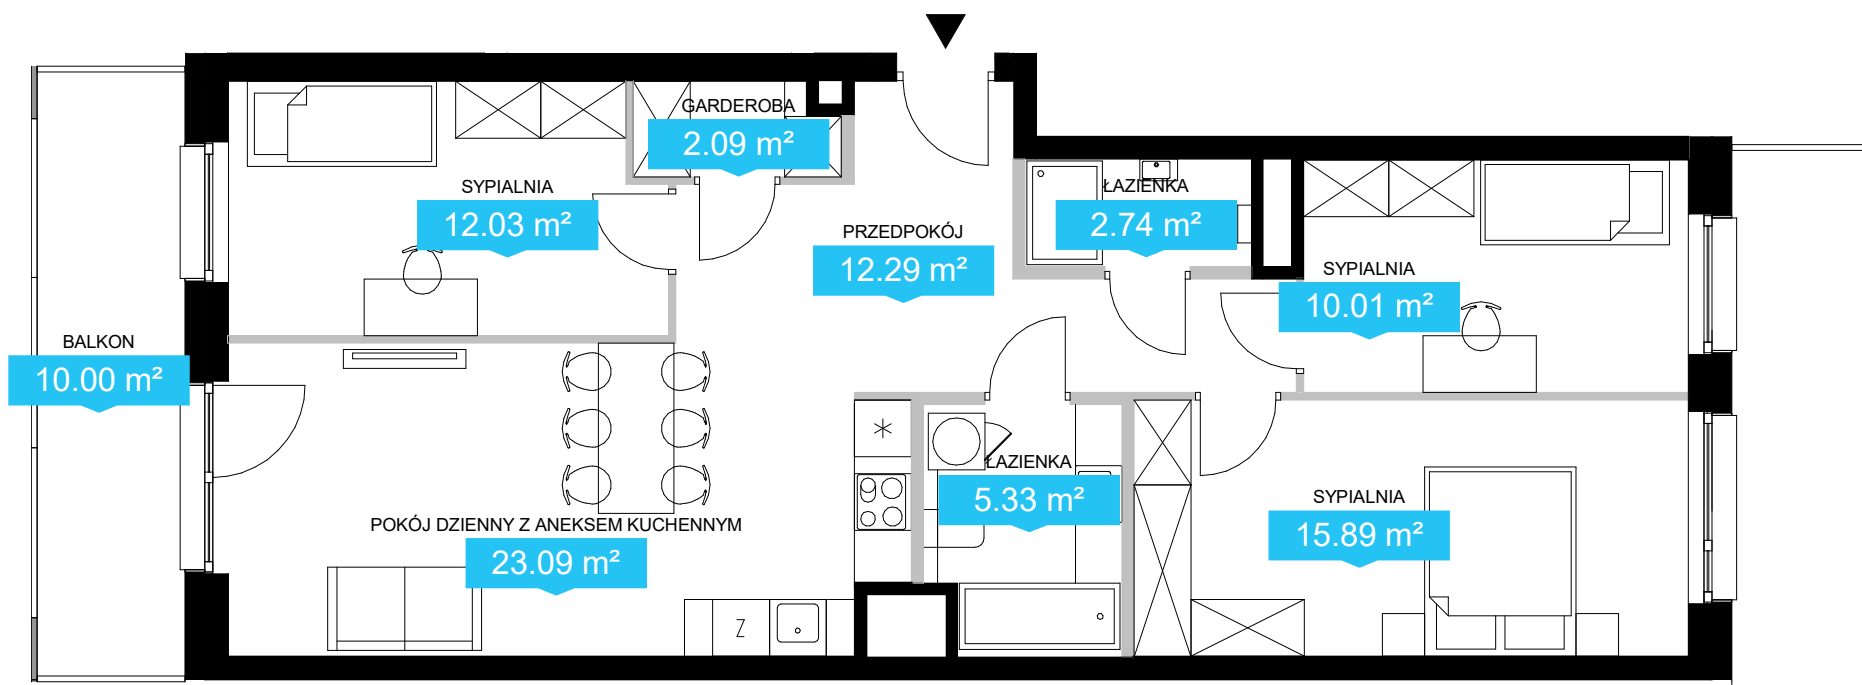 GARDEROBA
2.09 m²
SYPIALNIA
12.03 m²
ŁAZIENKA
2.74 m²
PRZEDPOKÓJ
12.29 m²
SYPIALNIA
10.01 m²
BALKON
10.00 m²
ŁAZIENKA
5.33 m²
SYPIALNIA
15.89 m²
POKÓJ DZIENNY Z ANEKSEM KUCHENNYM
23.09 m²
Z